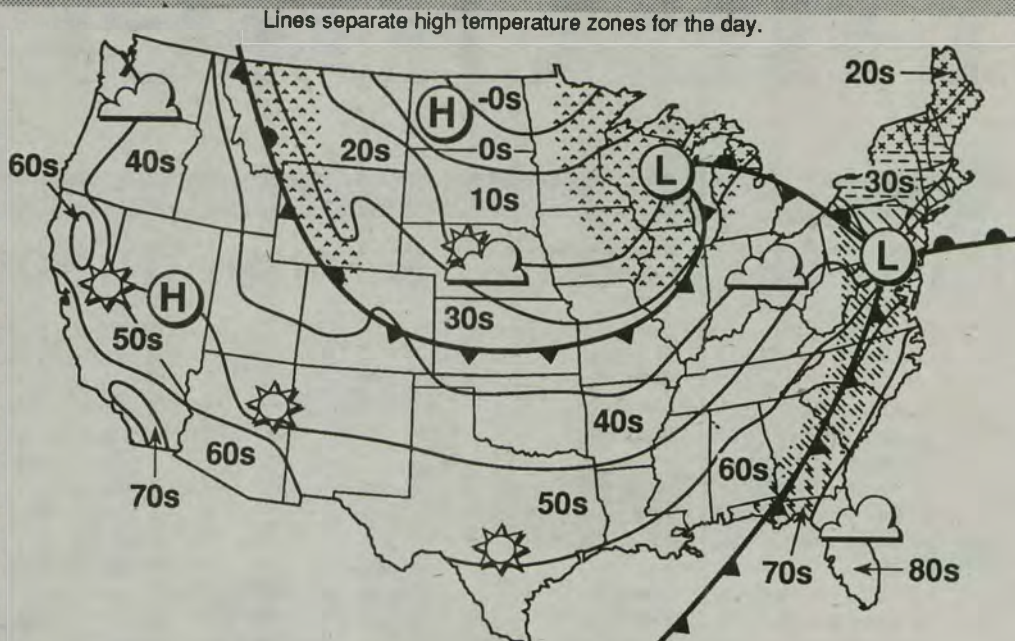 Lines separate high temperature zones for the day.
20s
H
-0s
20s
0s
L
60s
40s
10s
30s
L
H
50s
30s
40s
60s
60s
70s
50s
70s
80s